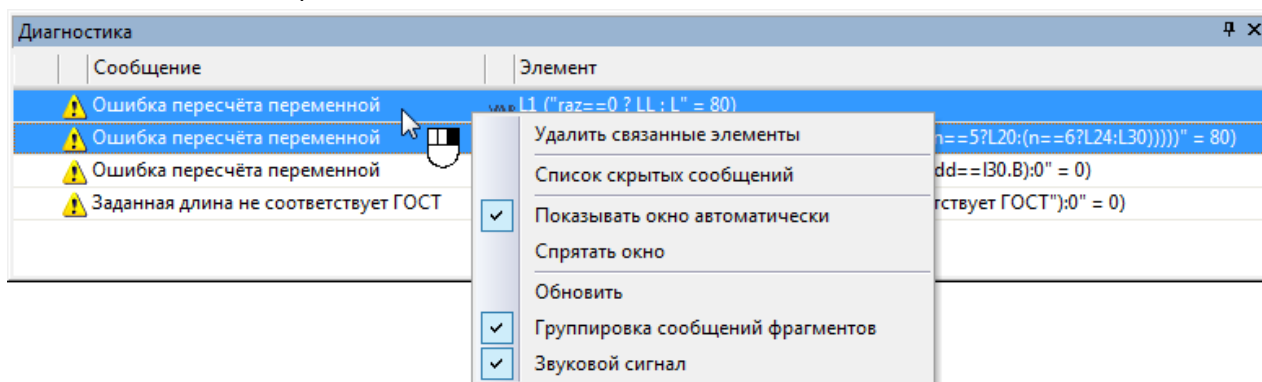 Диагностика
Сообщение Элемент
Ошибка пересчёта переменной L1 ("raz==0 ? LL : L" = 80)
Ошибка пересчёта переменной n==5?L20:(n==6?L24:L30)))))" = 80)
Ошибка пересчёта переменной dd==I30.B):0" = 0)
Заданная длина не соответствует ГОСТ тствует ГОСТ"):0" = 0)
Удалить связанные элементы
Список скрытых сообщений
Показывать окно автоматически
Спрятать окно
Обновить
Группировка сообщений фрагментов
Звуковой сигнал